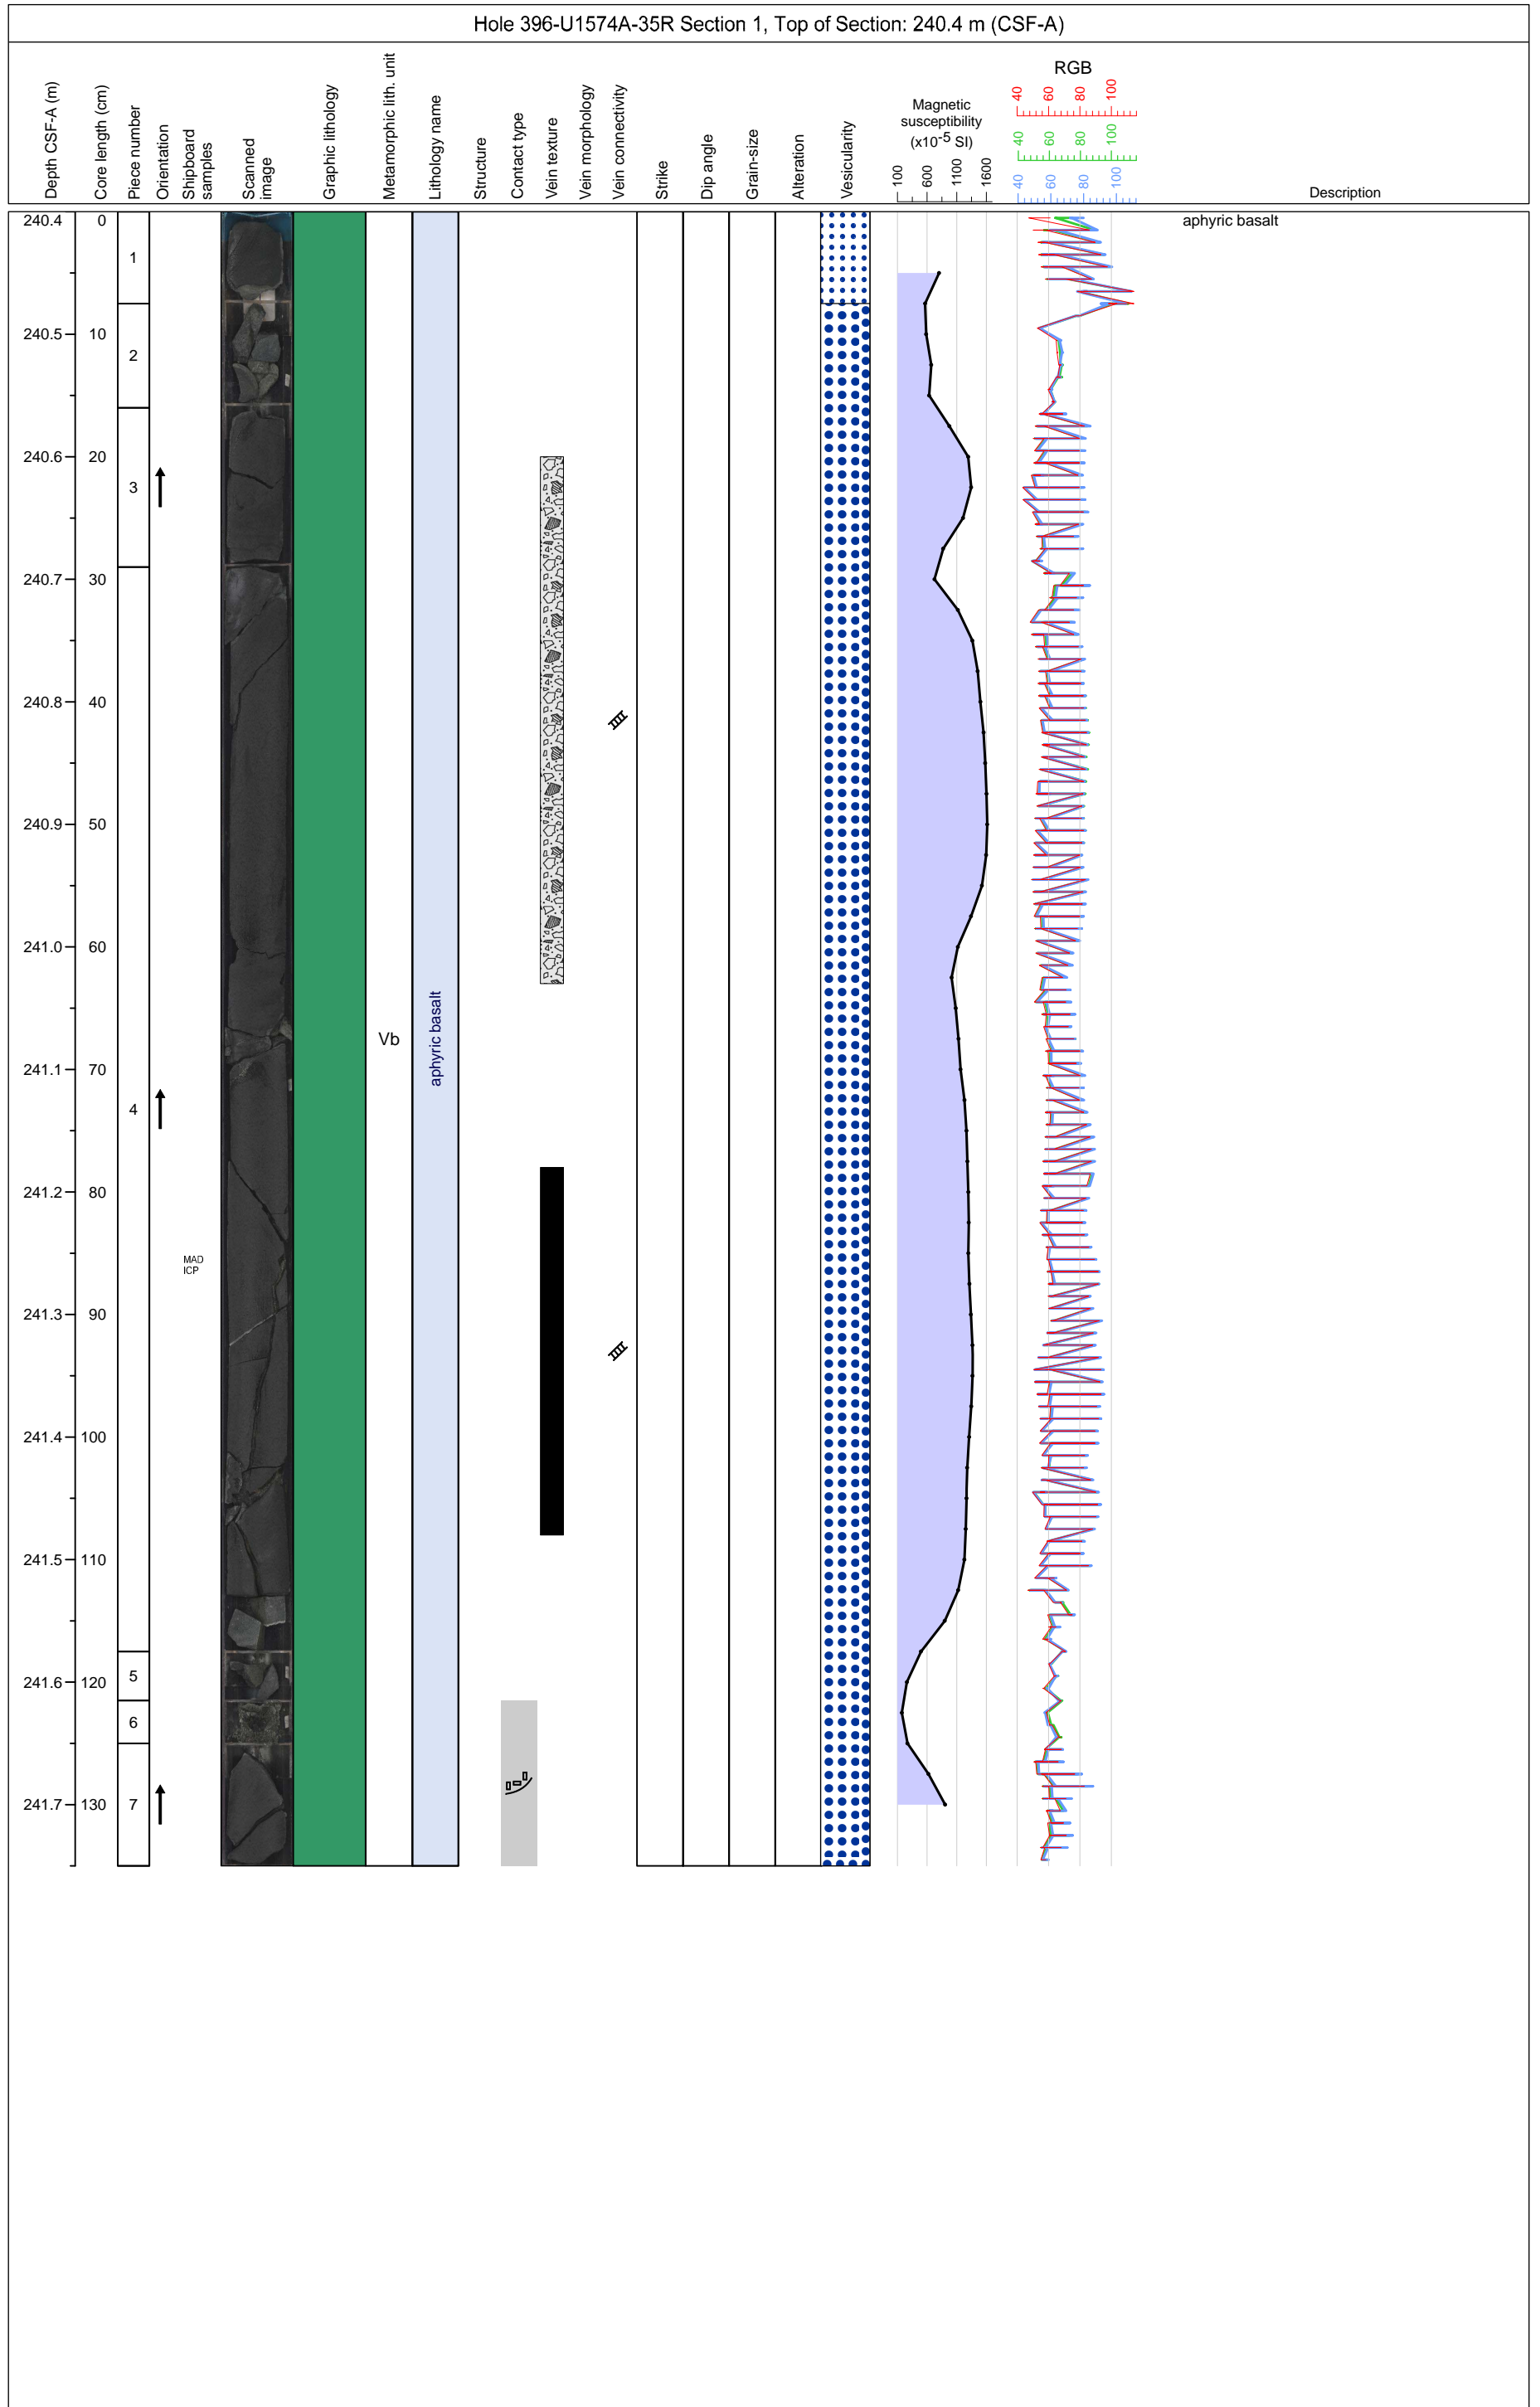 Hole 396-U1574A-35R Section 1, Top of Section: 240.4 m (CSF-A)
Depth CSF-A (m)
Core length (cm)
Piece number
Orientation
Shipboard
samples
Scanned
image
Graphic lithology
Metamorphic lith. unit
Lithology name
Structure
Contact type
Vein texture
Vein morphology
Vein connectivity
Strike
Dip angle
Grain-size
Alteration
Vesicularity
Magnetic
susceptibility
(x10-5 SI)
100 600 1100 1600
RGB
40 60 80 100
40 60 80 100
40 60 80 100
Description
240.4 0
aphyric basalt
1
240.5 10
2
240.6 20
3
240.7 30
240.8 40
240.9 50
241.0 60
Vb
aphyric basalt
241.1 70
4
241.2 80
MAD
ICP
241.3 90
241.4 100
241.5 110
5
241.6 120
6
241.7 130
7